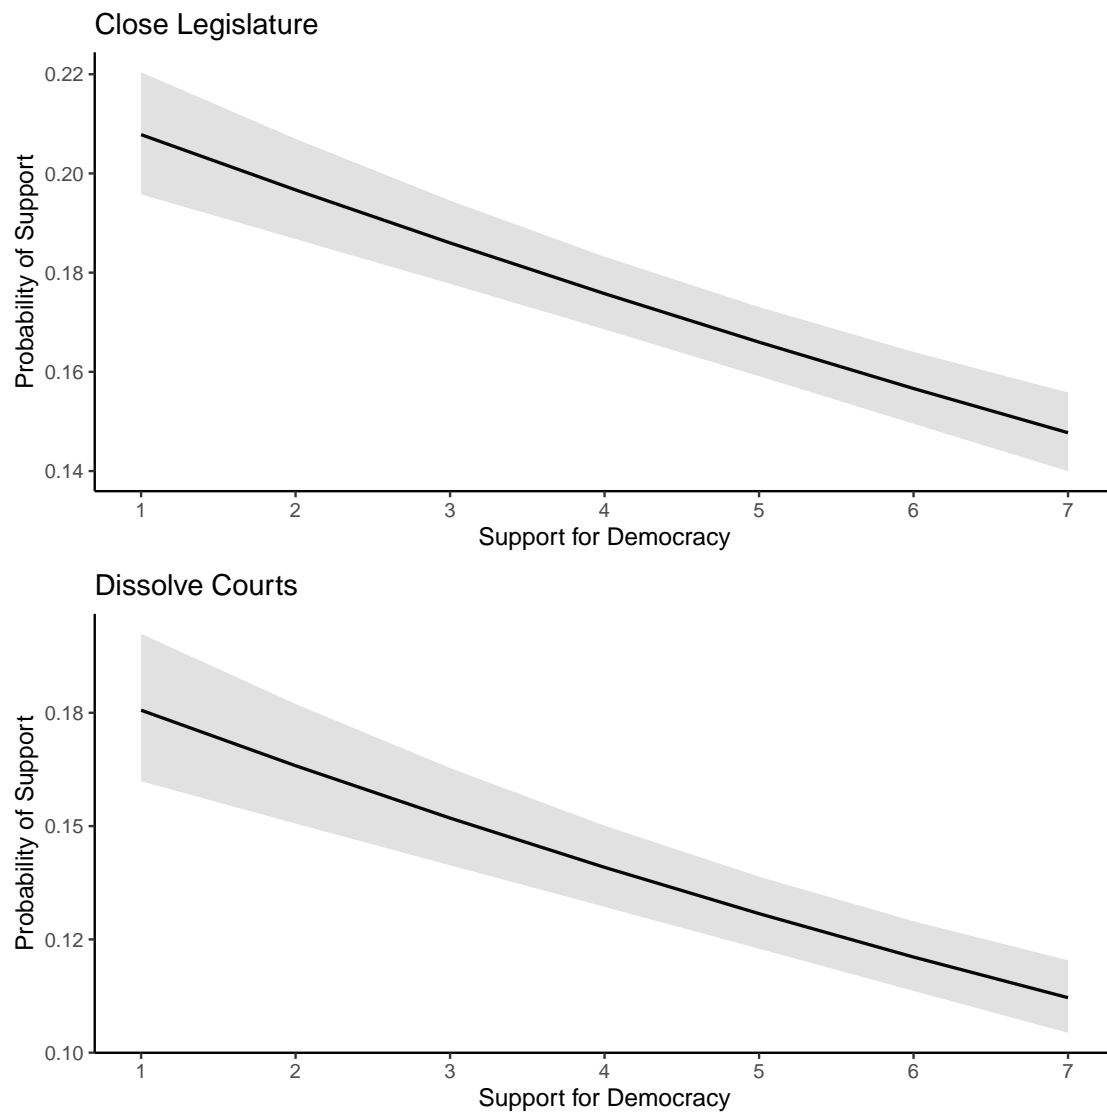 Close Legislature
Probability of Support
0.22
0.20
0.18
0.16
0.14
1 2 3 4 5 6 7
Support for Democracy
Dissolve Courts
Probability of Support
0.18
0.15
0.12
0.10
1 2 3 4 5 6 7
Support for Democracy